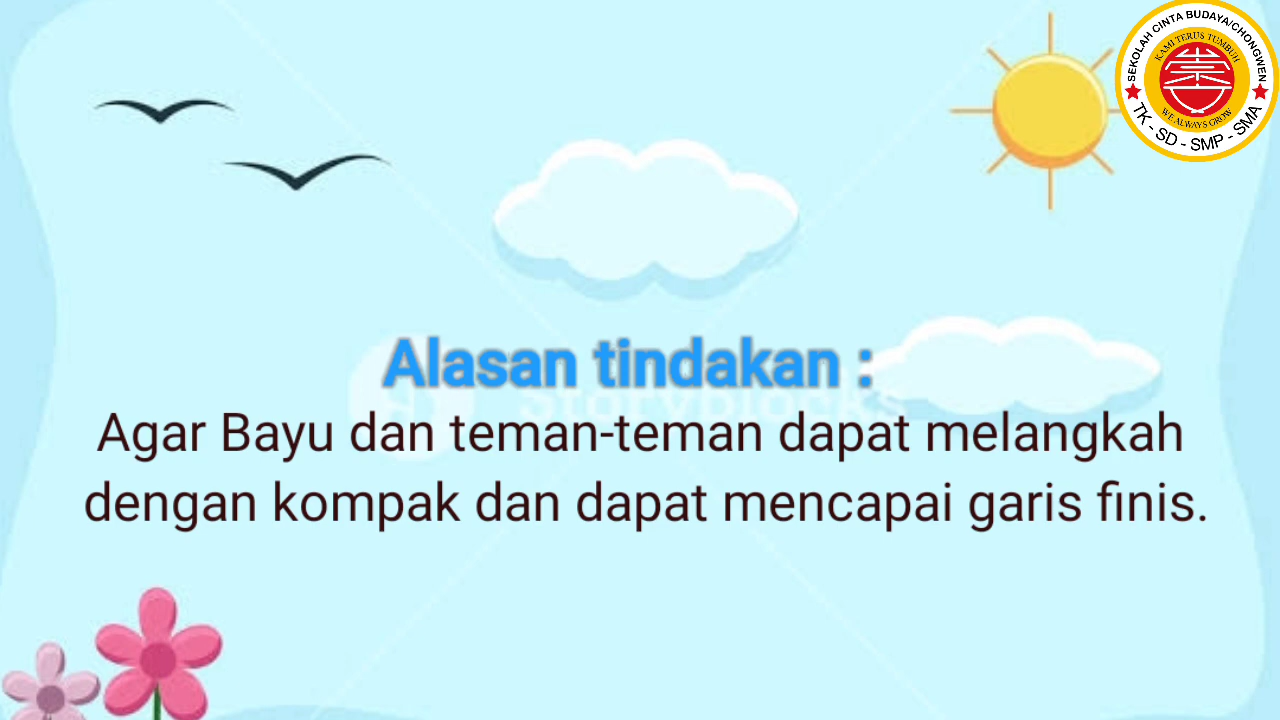 SEKOLAH CINTA BUDAYA/CHONGWEN
KAMI TERUS TUMBUH
WE ALWAYS GROW
TK - SD - SMP - SMA
Alasan tindakan :
Storyblocks
Agar Bayu dan teman-teman dapat melangkah
dengan kompak dan dapat mencapai garis finis.